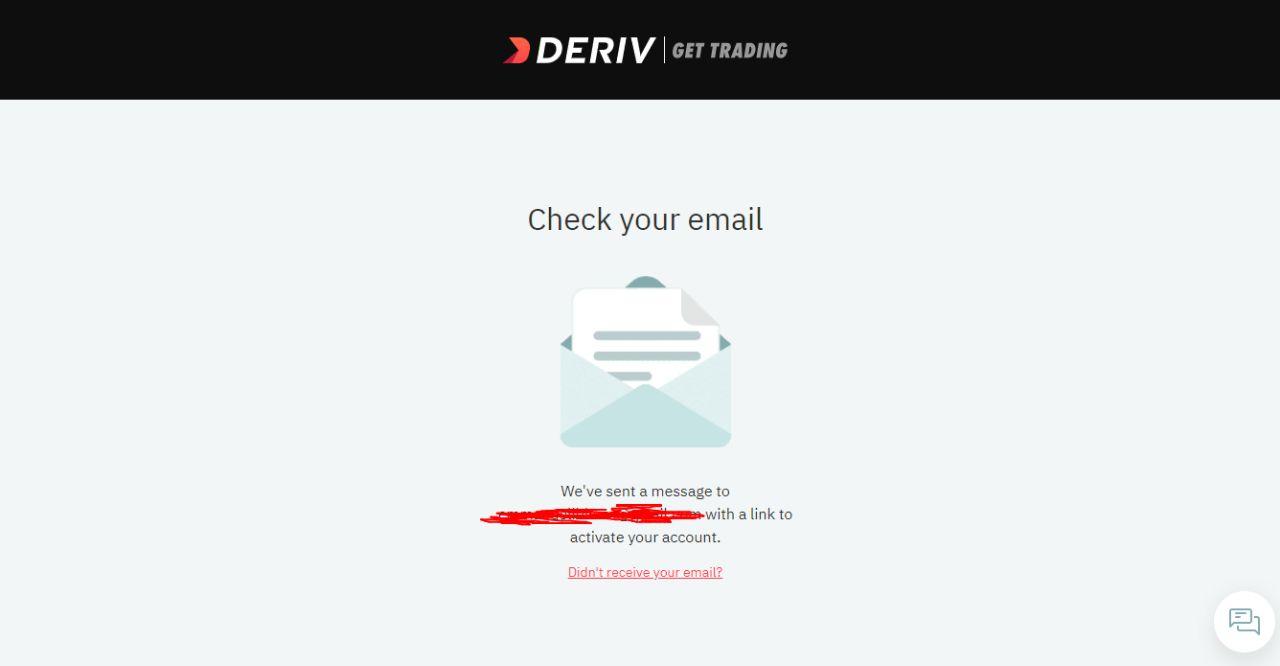 DERIV | GET TRADING
Check your email
We've sent a message to
with a link to
activate your account.
Didn't receive your email?